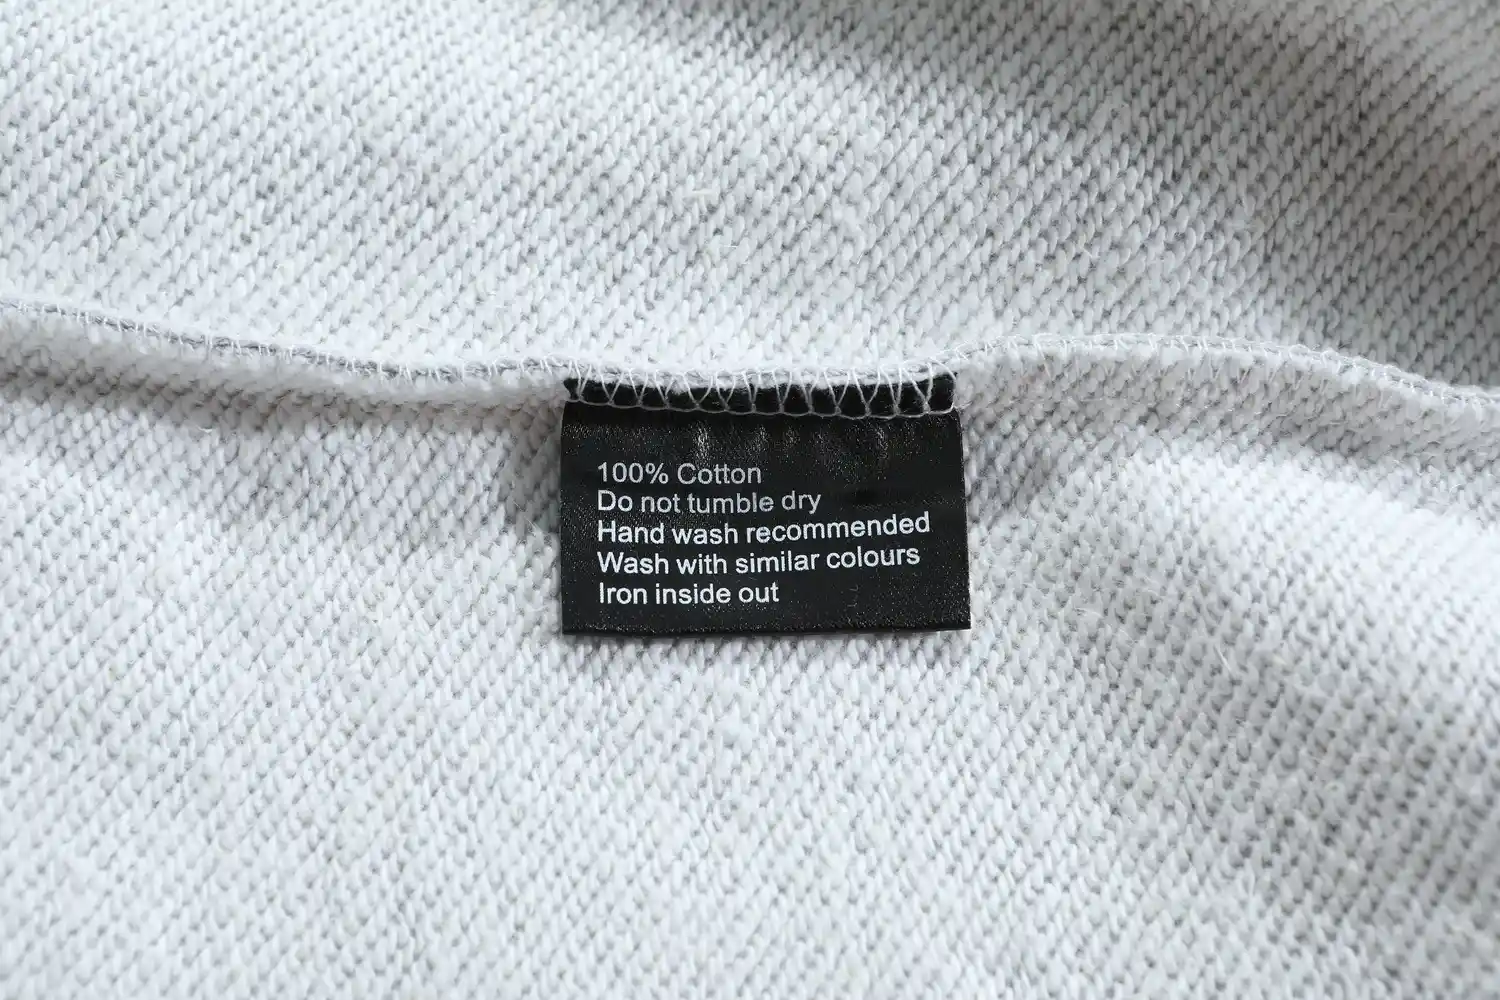 100% Cotton
Do not tumble dry
Hand wash recommended
Wash with similar colours
Iron inside out